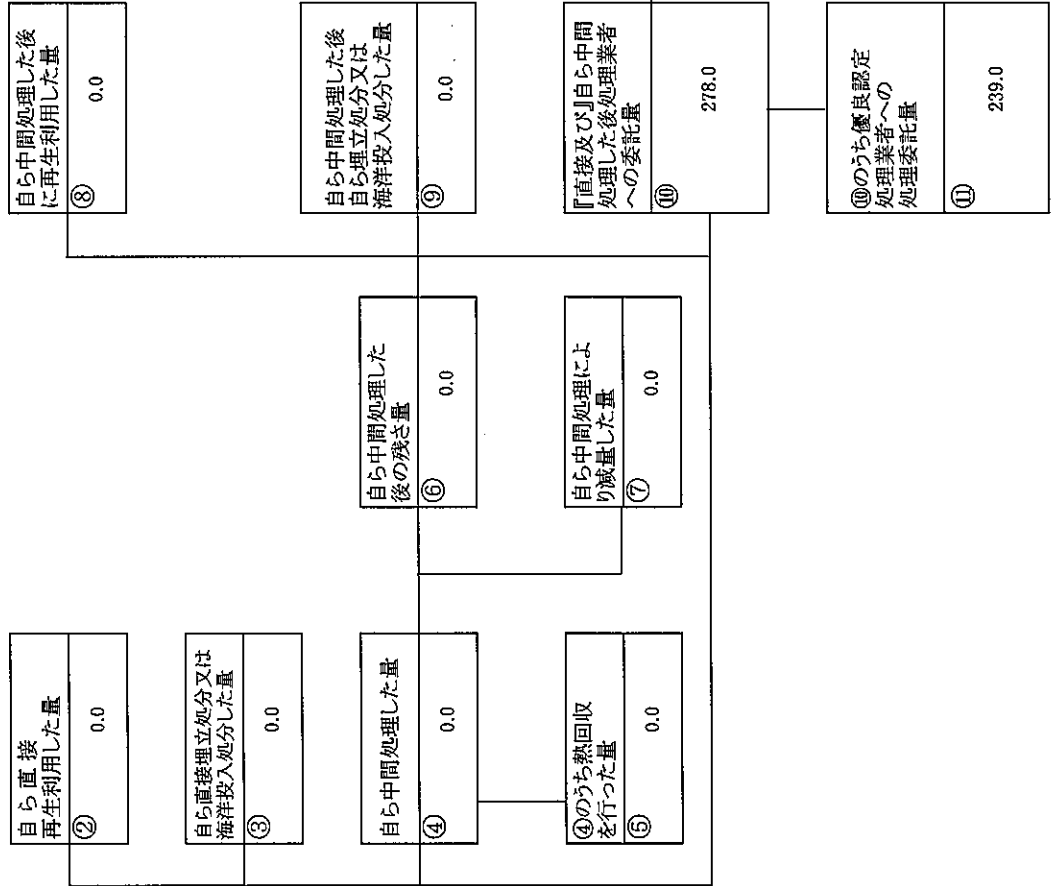 自ら直接
再生利用した量
②
0.0
自ら直接埋立処分又は
海洋投入処分した量
③
0.0
自ら中間処理した量
④
0.0
④のうち熱回収
を行った量
⑤
0.0
自ら中間処理した
後の残さ量
⑥
0.0
自ら中間処理によ
り減量した量
⑦
0.0
自ら中間処理した後
に再生利用した量
⑧
0.0
自ら中間処理した後
自ら埋立処分又は
海洋投入処分した量
⑨
0.0
『直接及び』自ら中間
処理した後処理業者
への委託量
⑩
278.0
⑩のうち優良認定
処理業者への
処理委託量
⑪
239.0